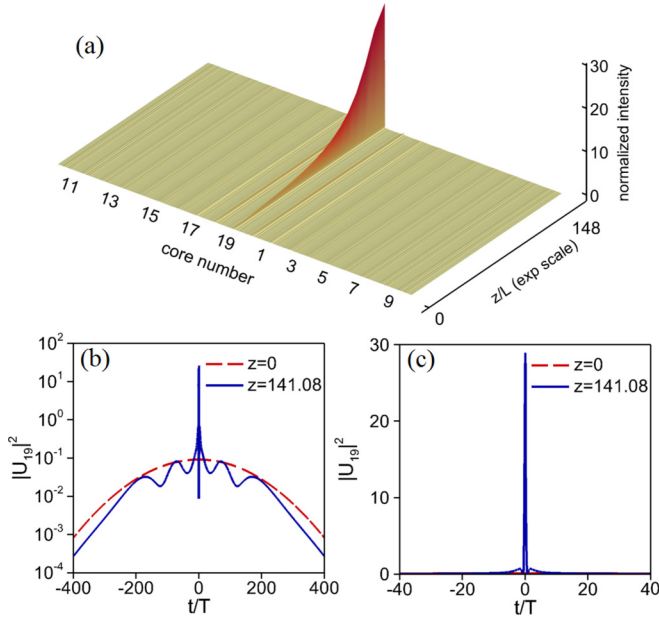 (a)
30
20
10
0
normalized intensity
148
z/L (exp scale)
0
11
13
15
17
19
1
3
5
7
9
core number
(b)
z=0
z=141.08
10²
10¹
10⁰
10⁻¹
10⁻²
10⁻³
10⁻⁴
|U₁₉|²
-400 -200 0 200 400
t/T
(c)
z=0
z=141.08
30
20
10
0
|U₁₉|²
-40 -20 0 20 40
t/T